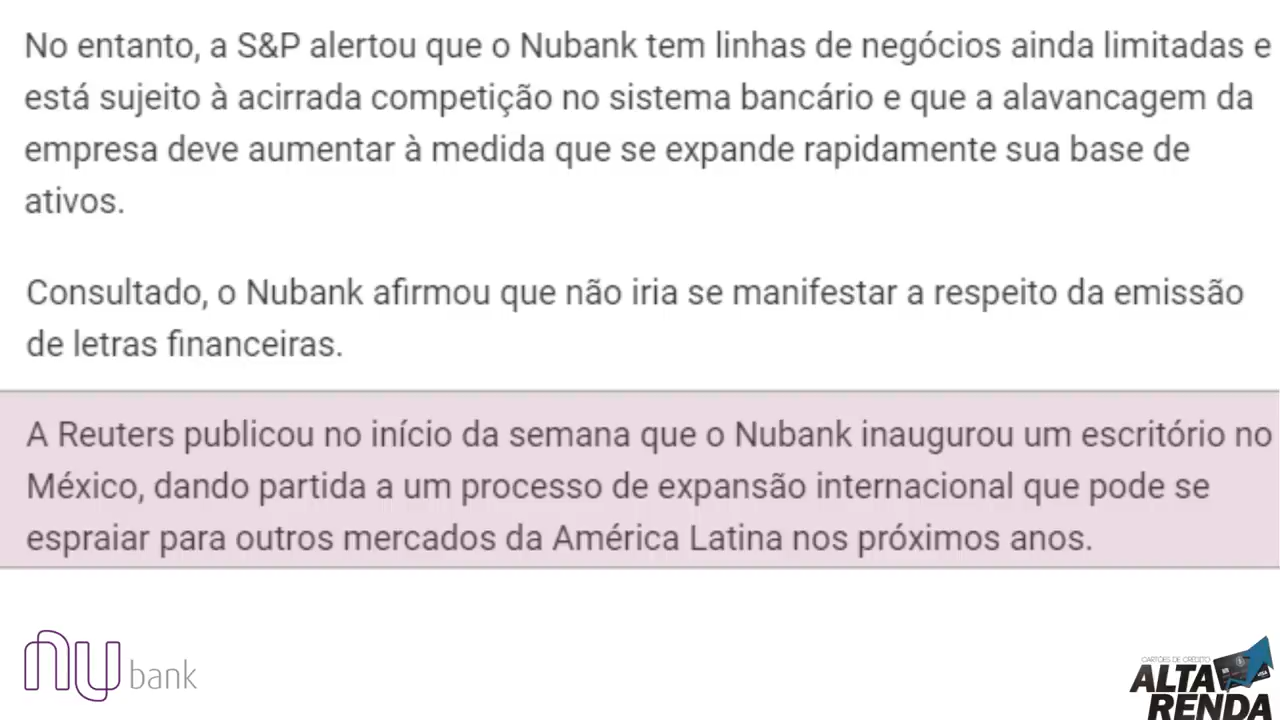 No entanto, a S&P alertou que o Nubank tem linhas de negócios ainda limitadas e
está sujeito à acirrada competição no sistema bancário e que a alavancagem da
empresa deve aumentar à medida que se expande rapidamente sua base de
ativos.
Consultado, o Nubank afirmou que não iria se manifestar a respeito da emissão
de letras financeiras.
A Reuters publicou no início da semana que o Nubank inaugurou um escritório no
México, dando partida a um processo de expansão internacional que pode se
espraiar para outros mercados da América Latina nos próximos anos.
nu bank
CARTÕES DE CRÉDITO
ALTA
RENDA